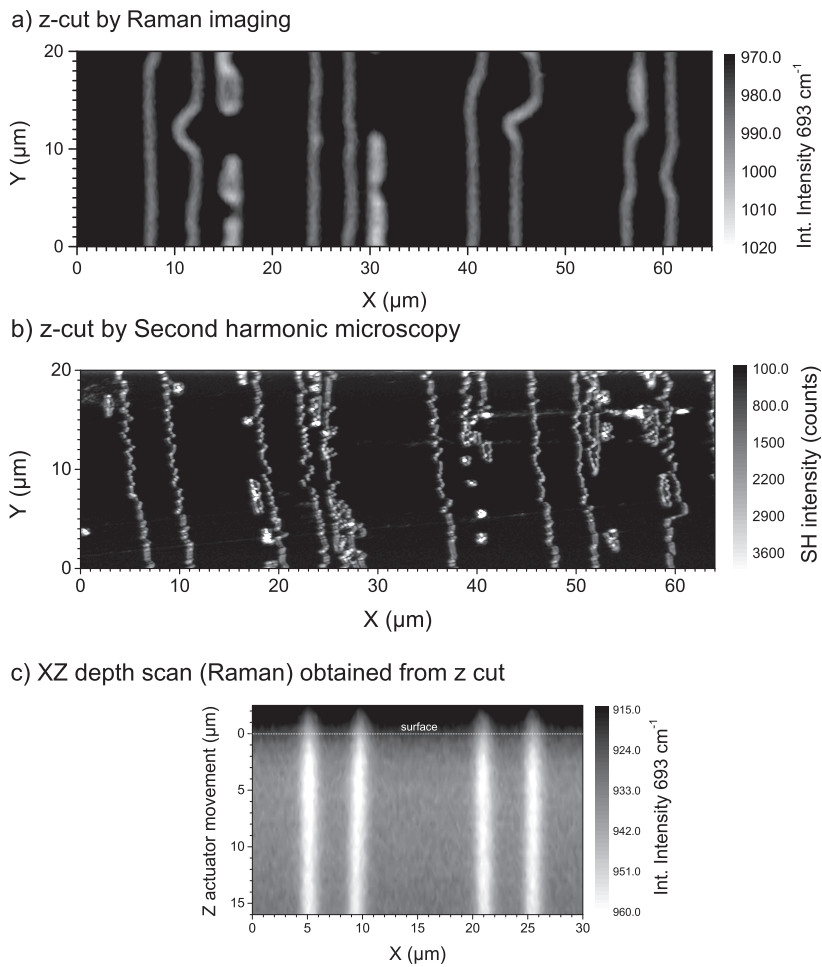 a) z-cut by Raman imaging
20
10
0
Y (µm)
0 10 20 30 40 50 60
X (µm)
970.0
980.0
990.0
1000
1010
1020
Int. Intensity 693 cm-1
b) z-cut by Second harmonic microscopy
20
10
0
Y (µm)
0 10 20 30 40 50 60
X (µm)
100.0
800.0
1500
2200
2900
3600
SH intensity (counts)
c) XZ depth scan (Raman) obtained from z cut
surface
0
5
10
15
Z actuator movement (µm)
0 5 10 15 20 25 30
X (µm)
915.0
924.0
933.0
942.0
951.0
960.0
Int. Intensity 693 cm-1